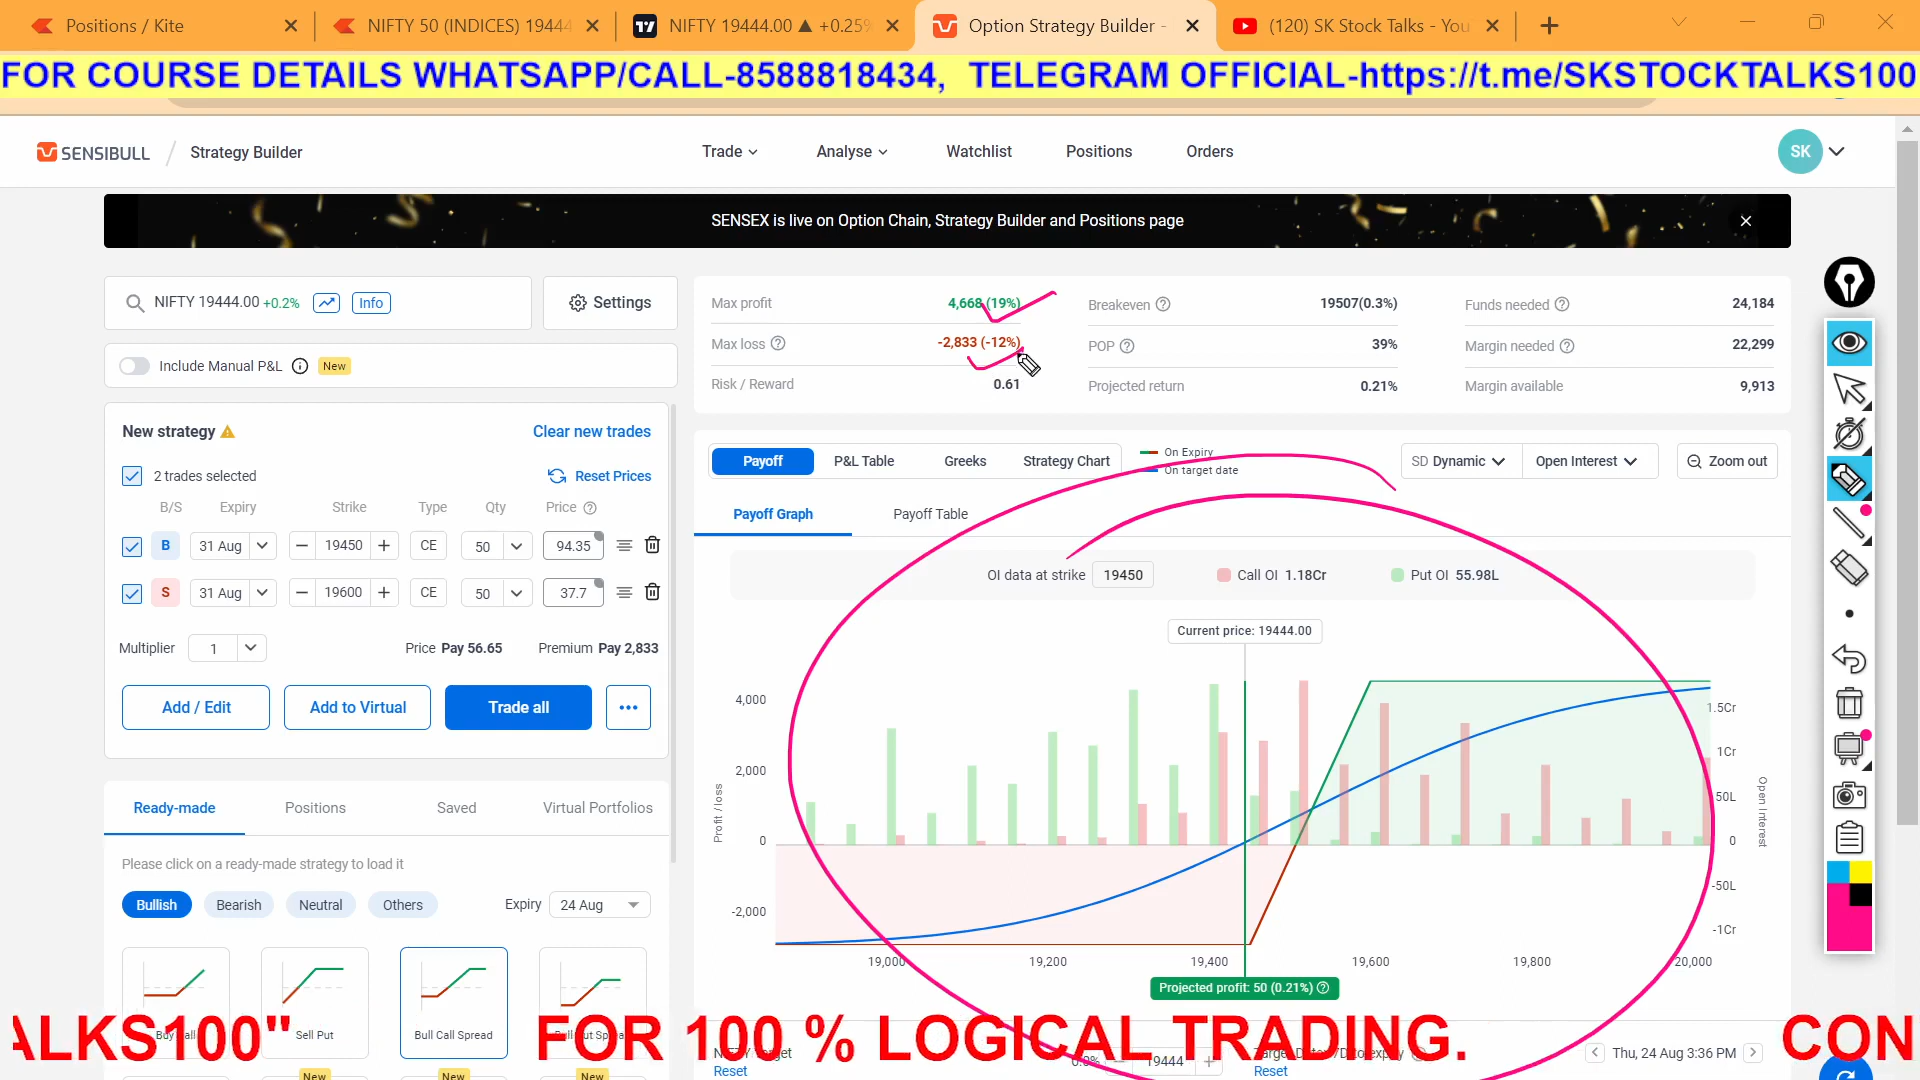 Positions / Kite
NIFTY 50 (INDICES) 19444
NIFTY 19444.00 ▲ +0.25%
Option Strategy Builder -
(120) SK Stock Talks - You
FOR COURSE DETAILS WHATSAPP/CALL-8588818434, TELEGRAM OFFICIAL-https://t.me/SKSTOCKTALKS100
SENSIBULL / Strategy Builder
Trade Analyse Watchlist Positions Orders
SK
SENSEX is live on Option Chain, Strategy Builder and Positions page
NIFTY 19444.00 +0.2% Info
Settings
Include Manual P&L New
Max profit 4,668 (19%)
Max loss -2,833 (-12%)
Risk / Reward 0.61
Breakeven 19507(0.3%)
POP 39%
Projected return 0.21%
Funds needed 24,184
Margin needed 22,299
Margin available 9,913
New strategy Clear new trades
2 trades selected Reset Prices
B/S Expiry Strike Type Qty Price
B 31 Aug 19450 CE 50 94.35
S 31 Aug 19600 CE 50 37.7
Multiplier 1 Price Pay 56.65 Premium Pay 2,833
Add / Edit Add to Virtual Trade all
Ready-made Positions Saved Virtual Portfolios
Please click on a ready-made strategy to load it
Bullish Bearish Neutral Others Expiry 24 Aug
Sell Put Bull Call Spread
New New New
Payoff P&L Table Greeks Strategy Chart
On Expiry
On target date
SD Dynamic Open Interest Zoom out
Payoff Graph Payoff Table
OI data at strike 19450 Call OI 1.18Cr Put OI 55.98L
Current price: 19444.00
4,000
2,000
0
-2,000
Profit / loss
1.5Cr
1Cr
50L
0
-50L
-1Cr
Open Interest
19,000 19,200 19,400 19,600 19,800 20,000
Projected profit: 50 (0.21%)
ALKS100" FOR 100 % LOGICAL TRADING. CON
19444
Thu, 24 Aug 3:36 PM
Reset
Reset